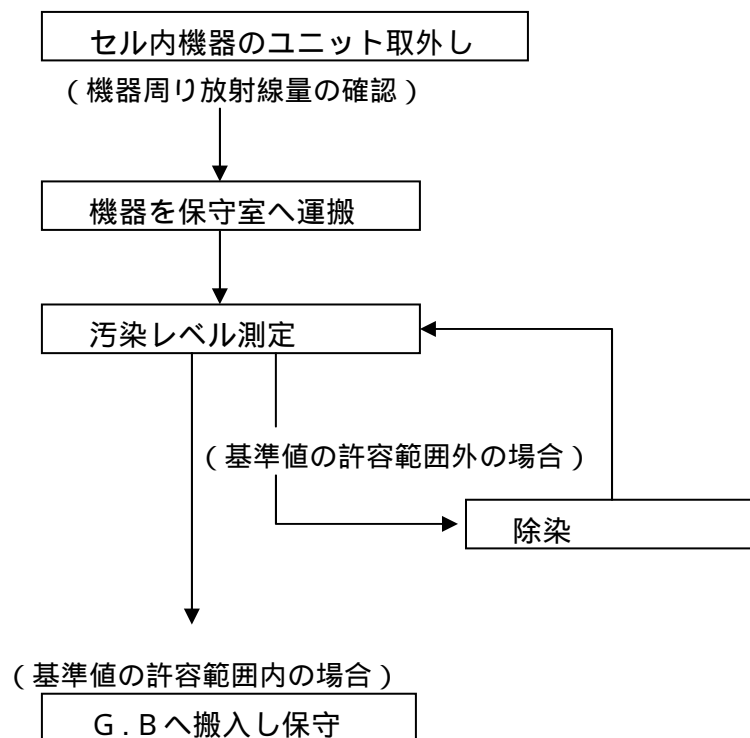 セル内機器のユニット取外し
(機器周り放射線量の確認)
機器を保守室へ運搬
汚染レベル測定
(基準値の許容範囲外の場合)
除染
(基準値の許容範囲内の場合)
G.Bへ搬入し保守